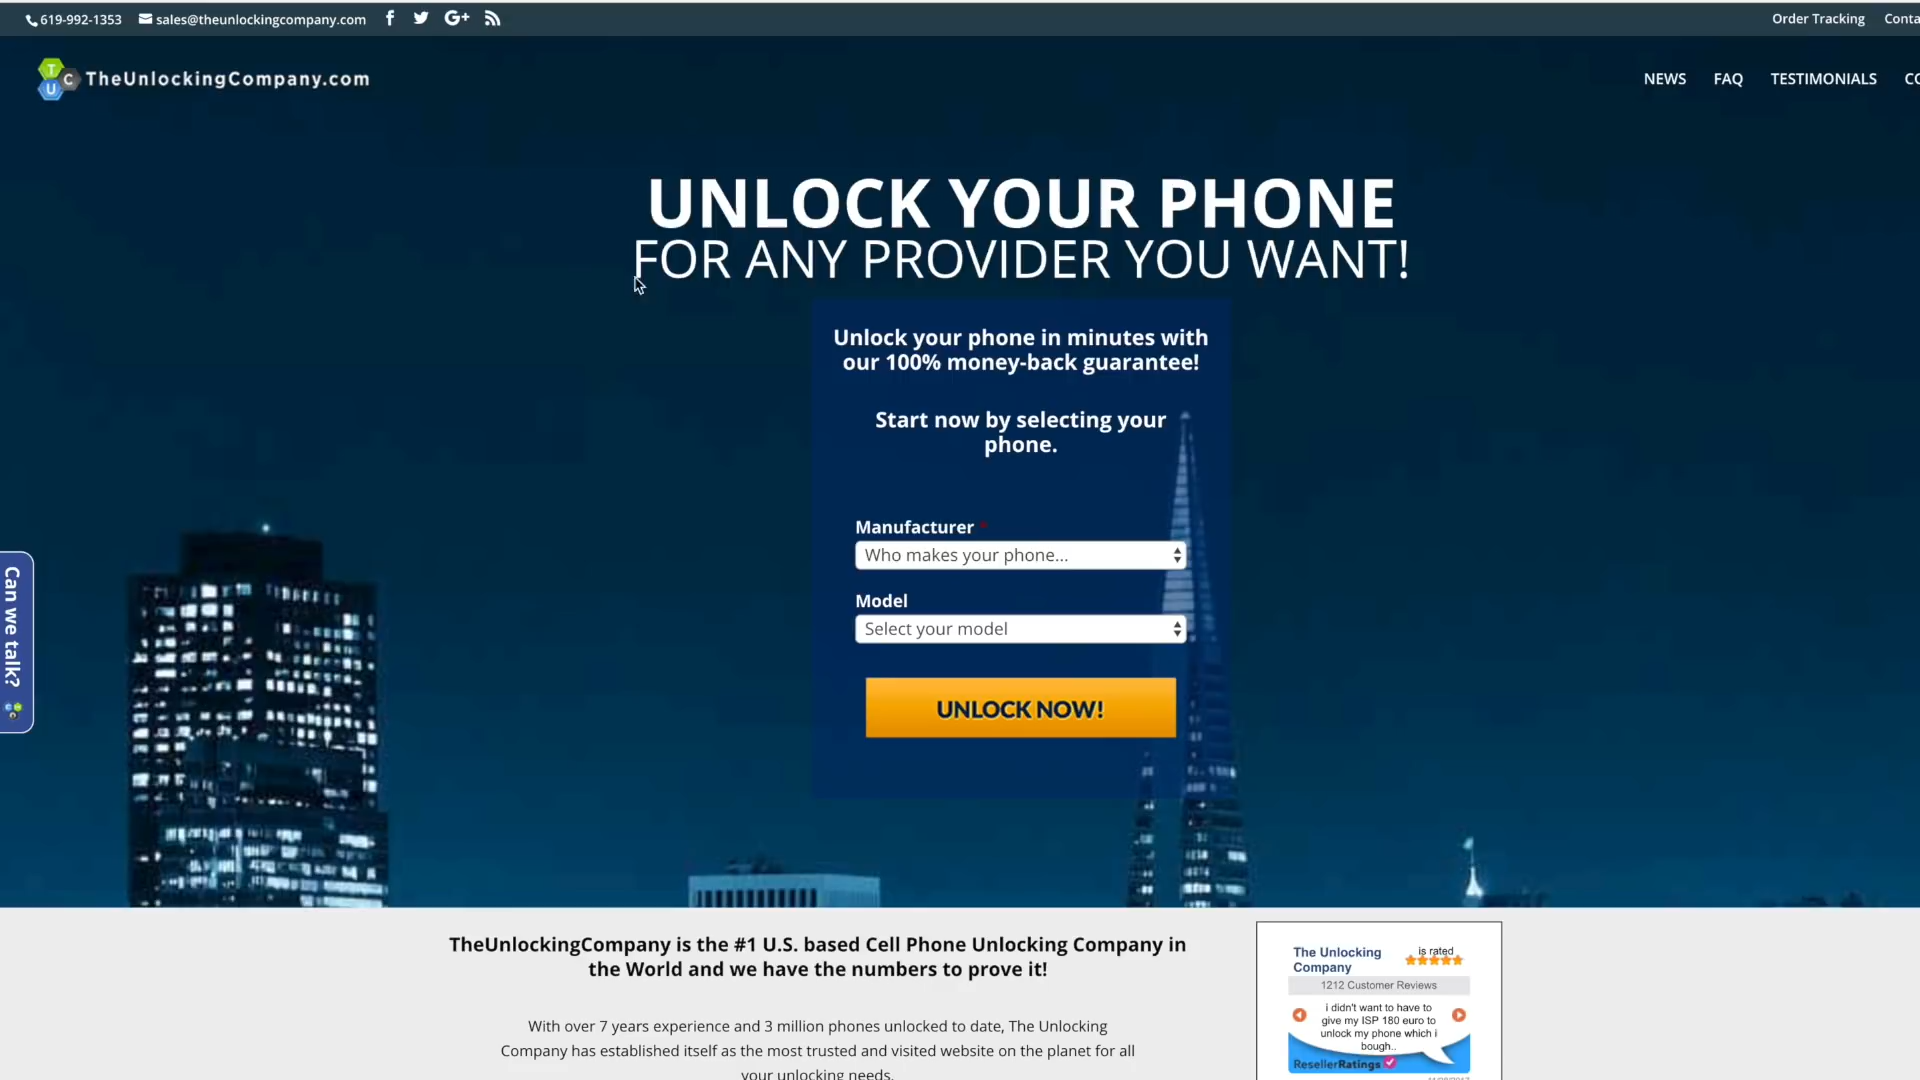 619-992-1353 sales@theunlockingcompany.com G+ Order Tracking Conta
T
U
C
TheUnlockingCompany.com NEWS FAQ TESTIMONIALS CO
UNLOCK YOUR PHONE
FOR ANY PROVIDER YOU WANT!
Unlock your phone in minutes with
our 100% money-back guarantee!
Start now by selecting your
phone.
Manufacturer *
Who makes your phone...
Model
Select your model
UNLOCK NOW!
Can we talk?
TheUnlockingCompany is the #1 U.S. based Cell Phone Unlocking Company in
the World and we have the numbers to prove it!
With over 7 years experience and 3 million phones unlocked to date, The Unlocking
Company has established itself as the most trusted and visited website on the planet for all
your unlocking needs.
The Unlocking
Company
is rated
1212 Customer Reviews
i didn't want to have to
give my ISP 180 euro to
unlock my phone which i
bough..
ResellerRatings